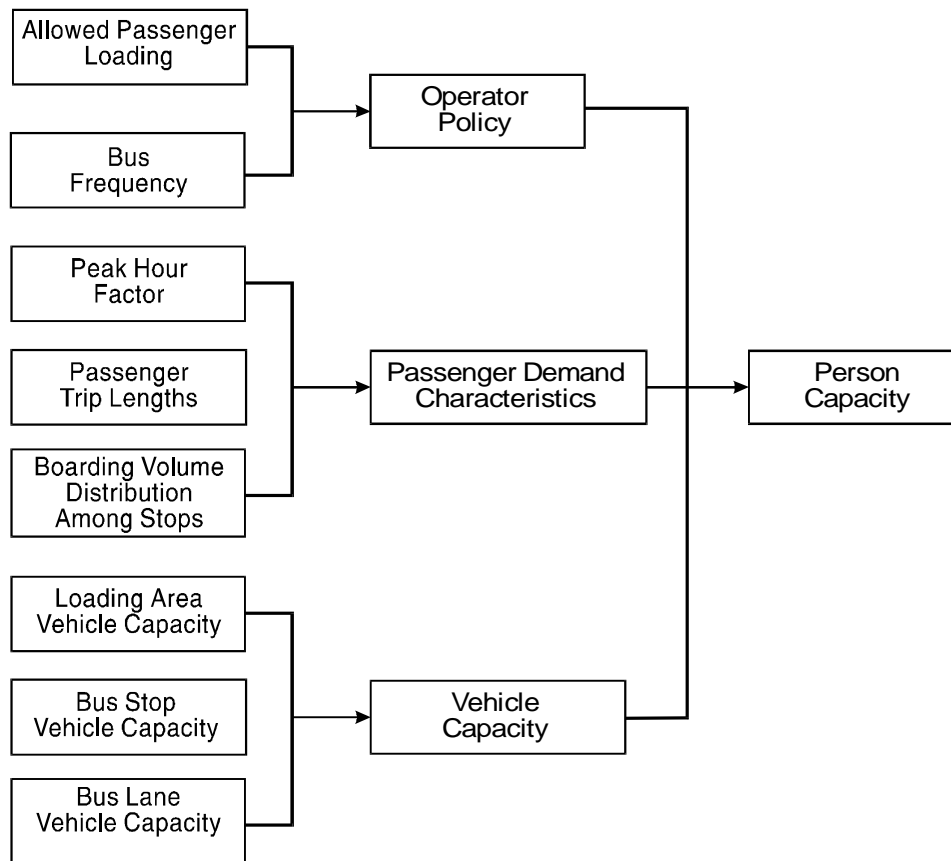 Allowed Passenger
Loading
Bus
Frequency
Operator
Policy
Peak Hour
Factor
Passenger
Trip Lengths
Boarding Volume
Distribution
Among Stops
Passenger Demand
Characteristics
Person
Capacity
Loading Area
Vehicle Capacity
Bus Stop
Vehicle Capacity
Bus Lane
Vehicle Capacity
Vehicle
Capacity